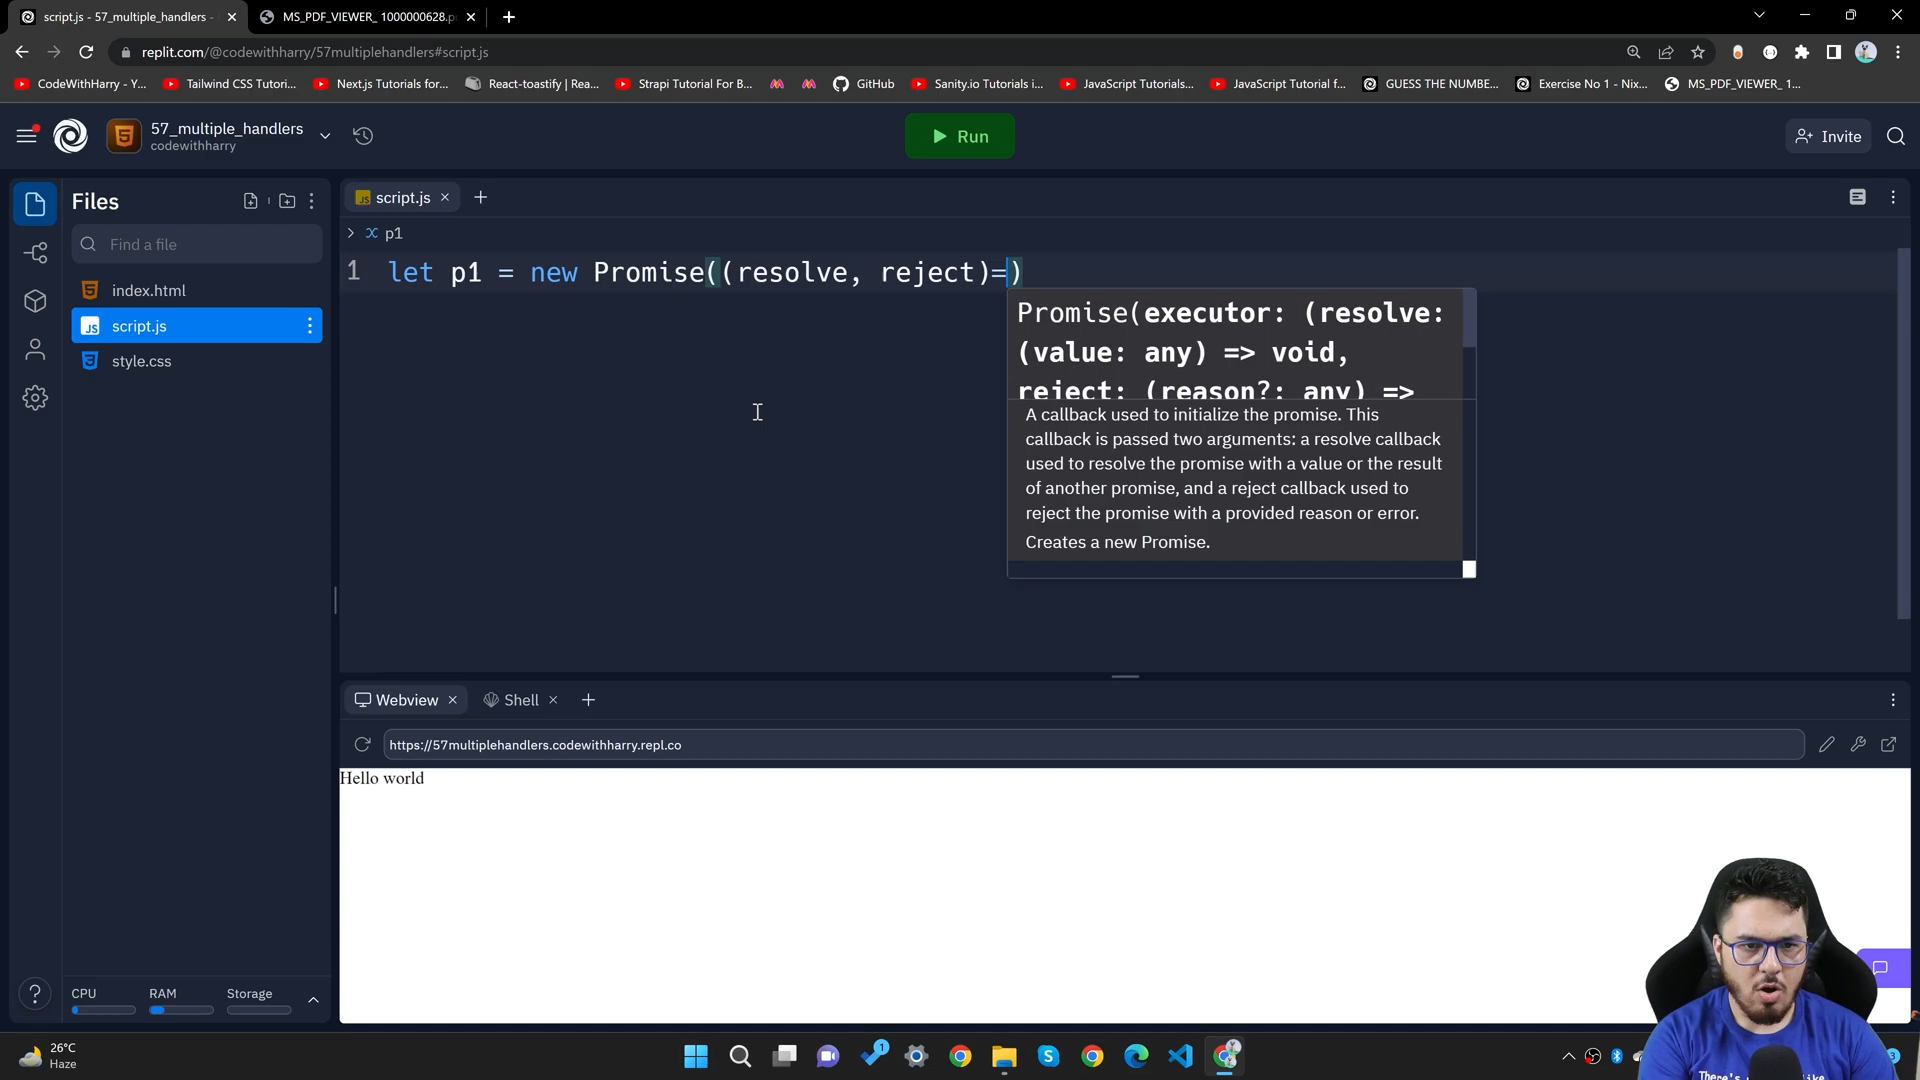 script.js - 57_multiple_handlers -
MS_PDF_VIEWER_ 1000000628.p
replit.com/@codewithharry/57multiplehandlers#script.js
CodeWithHarry - Y...
Tailwind CSS Tutori...
Next.js Tutorials for...
React-toastify | Rea...
Strapi Tutorial For B...
GitHub
Sanity.io Tutorials i...
JavaScript Tutorials...
JavaScript Tutorial f...
GUESS THE NUMBE...
Exercise No 1 - Nix...
MS_PDF_VIEWER_ 1...
57_multiple_handlers
codewithharry
Run
Invite
Files
Find a file
index.html
JS script.js
style.css
CPU
RAM
Storage
JS script.js
p1
1 let p1 = new Promise((resolve, reject)=)
Promise(executor: (resolve:
(value: any) => void,
reject: (reason?: any) =>
A callback used to initialize the promise. This
callback is passed two arguments: a resolve callback
used to resolve the promise with a value or the result
of another promise, and a reject callback used to
reject the promise with a provided reason or error.
Creates a new Promise.
Webview
Shell
https://57multiplehandlers.codewithharry.repl.co
Hello world
26°C
Haze
1
There's
like